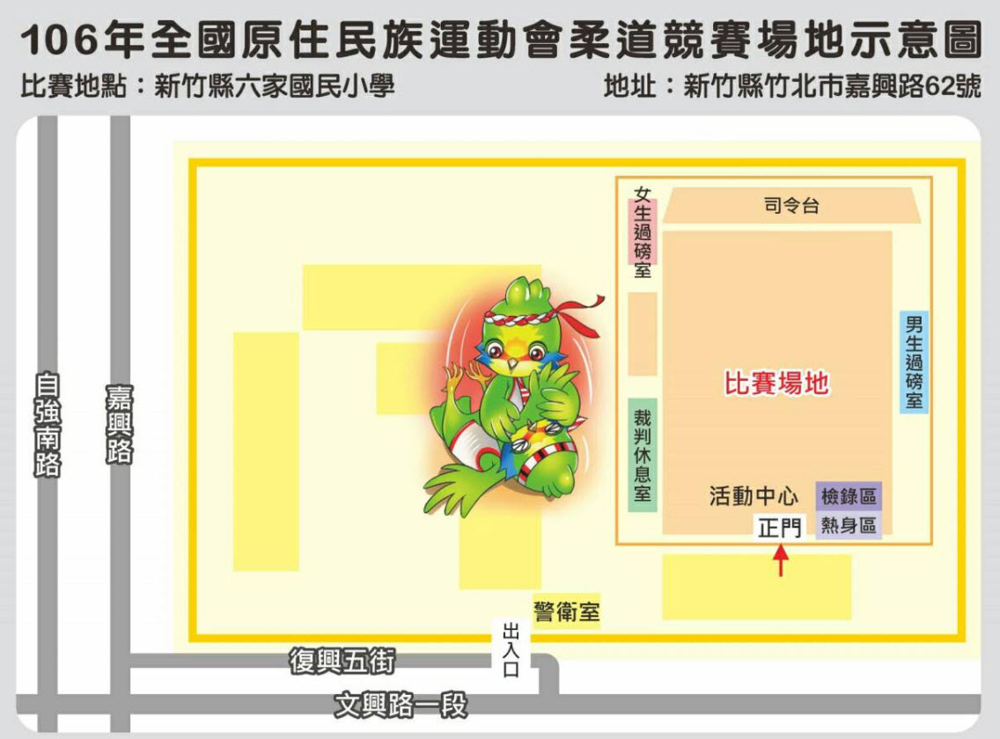 106年全國原住民族運動會柔道競賽場地示意圖
比賽地點：新竹縣六家國民小學
地址：新竹縣竹北市嘉興路62號
女生過磅室
司令台
男生過磅室
比賽場地
自強南路
嘉興路
裁判休息室
活動中心
檢錄區
正門
熱身區
警衛室
出入口
復興五街
文興路一段